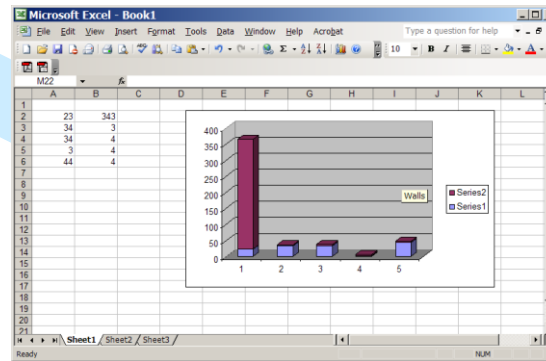 Microsoft Excel - Book1
File Edit View Insert Format Tools Data Window Help Acrobat Type a question for help
10 B I
M22 fx
A B C D E F G H I J K L
1
2 23 343
3 34 3
4 34 4
5 3 4
6 44 4
7
8
9
10
11
12
13
14
15
16
17
18
19
20
21
400
350
300
250
200
150
100
50
0
1 2 3 4 5
Walls
Series2
Series1
Sheet1 Sheet2 Sheet3
Ready NUM